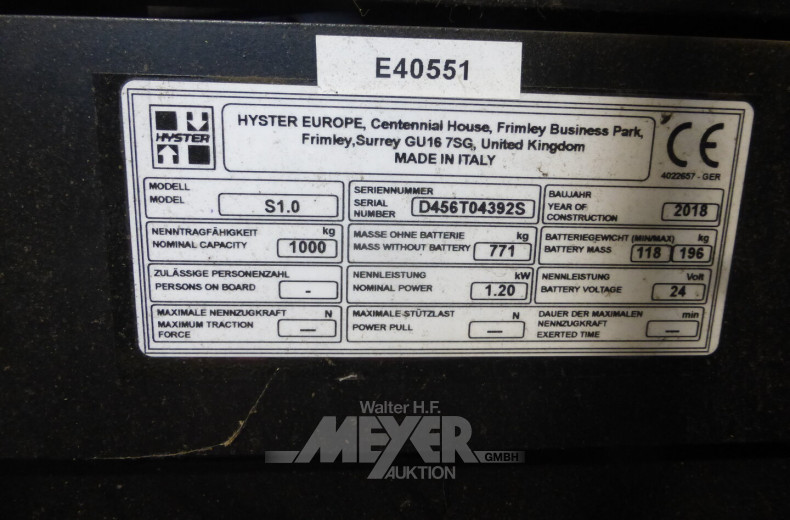 E40551
HYSTER
HYSTER EUROPE, Centennial House, Frimley Business Park,
Frimley,Surrey GU16 7SG, United Kingdom
MADE IN ITALY
CE
4022657 - GER
MODELL
MODEL
S1.0
SERIENNUMMER
SERIAL
NUMBER
D456T04392S
BAUJAHR
YEAR OF
CONSTRUCTION
2018
NENNTRAGFÄHIGKEIT kg
NOMINAL CAPACITY
1000
MASSE OHNE BATTERIE kg
MASS WITHOUT BATTERY
771
BATTERIEGEWICHT (MIN/MAX) kg
BATTERY MASS
118 196
ZULÄSSIGE PERSONENZAHL
PERSONS ON BOARD
-
NENNLEISTUNG kW
NOMINAL POWER
1.20
NENNLEISTUNG Volt
BATTERY VOLTAGE
24
MAXIMALE NENNZUGKRAFT N
MAXIMUM TRACTION
FORCE
—
MAXIMALE-STÜTZLAST N
POWER PULL
—
DAUER DER MAXIMALEN min
NENNZUGKRAFT
EXERTED TIME
—
Walter H.F.
MEYER
GMBH
AUKTION